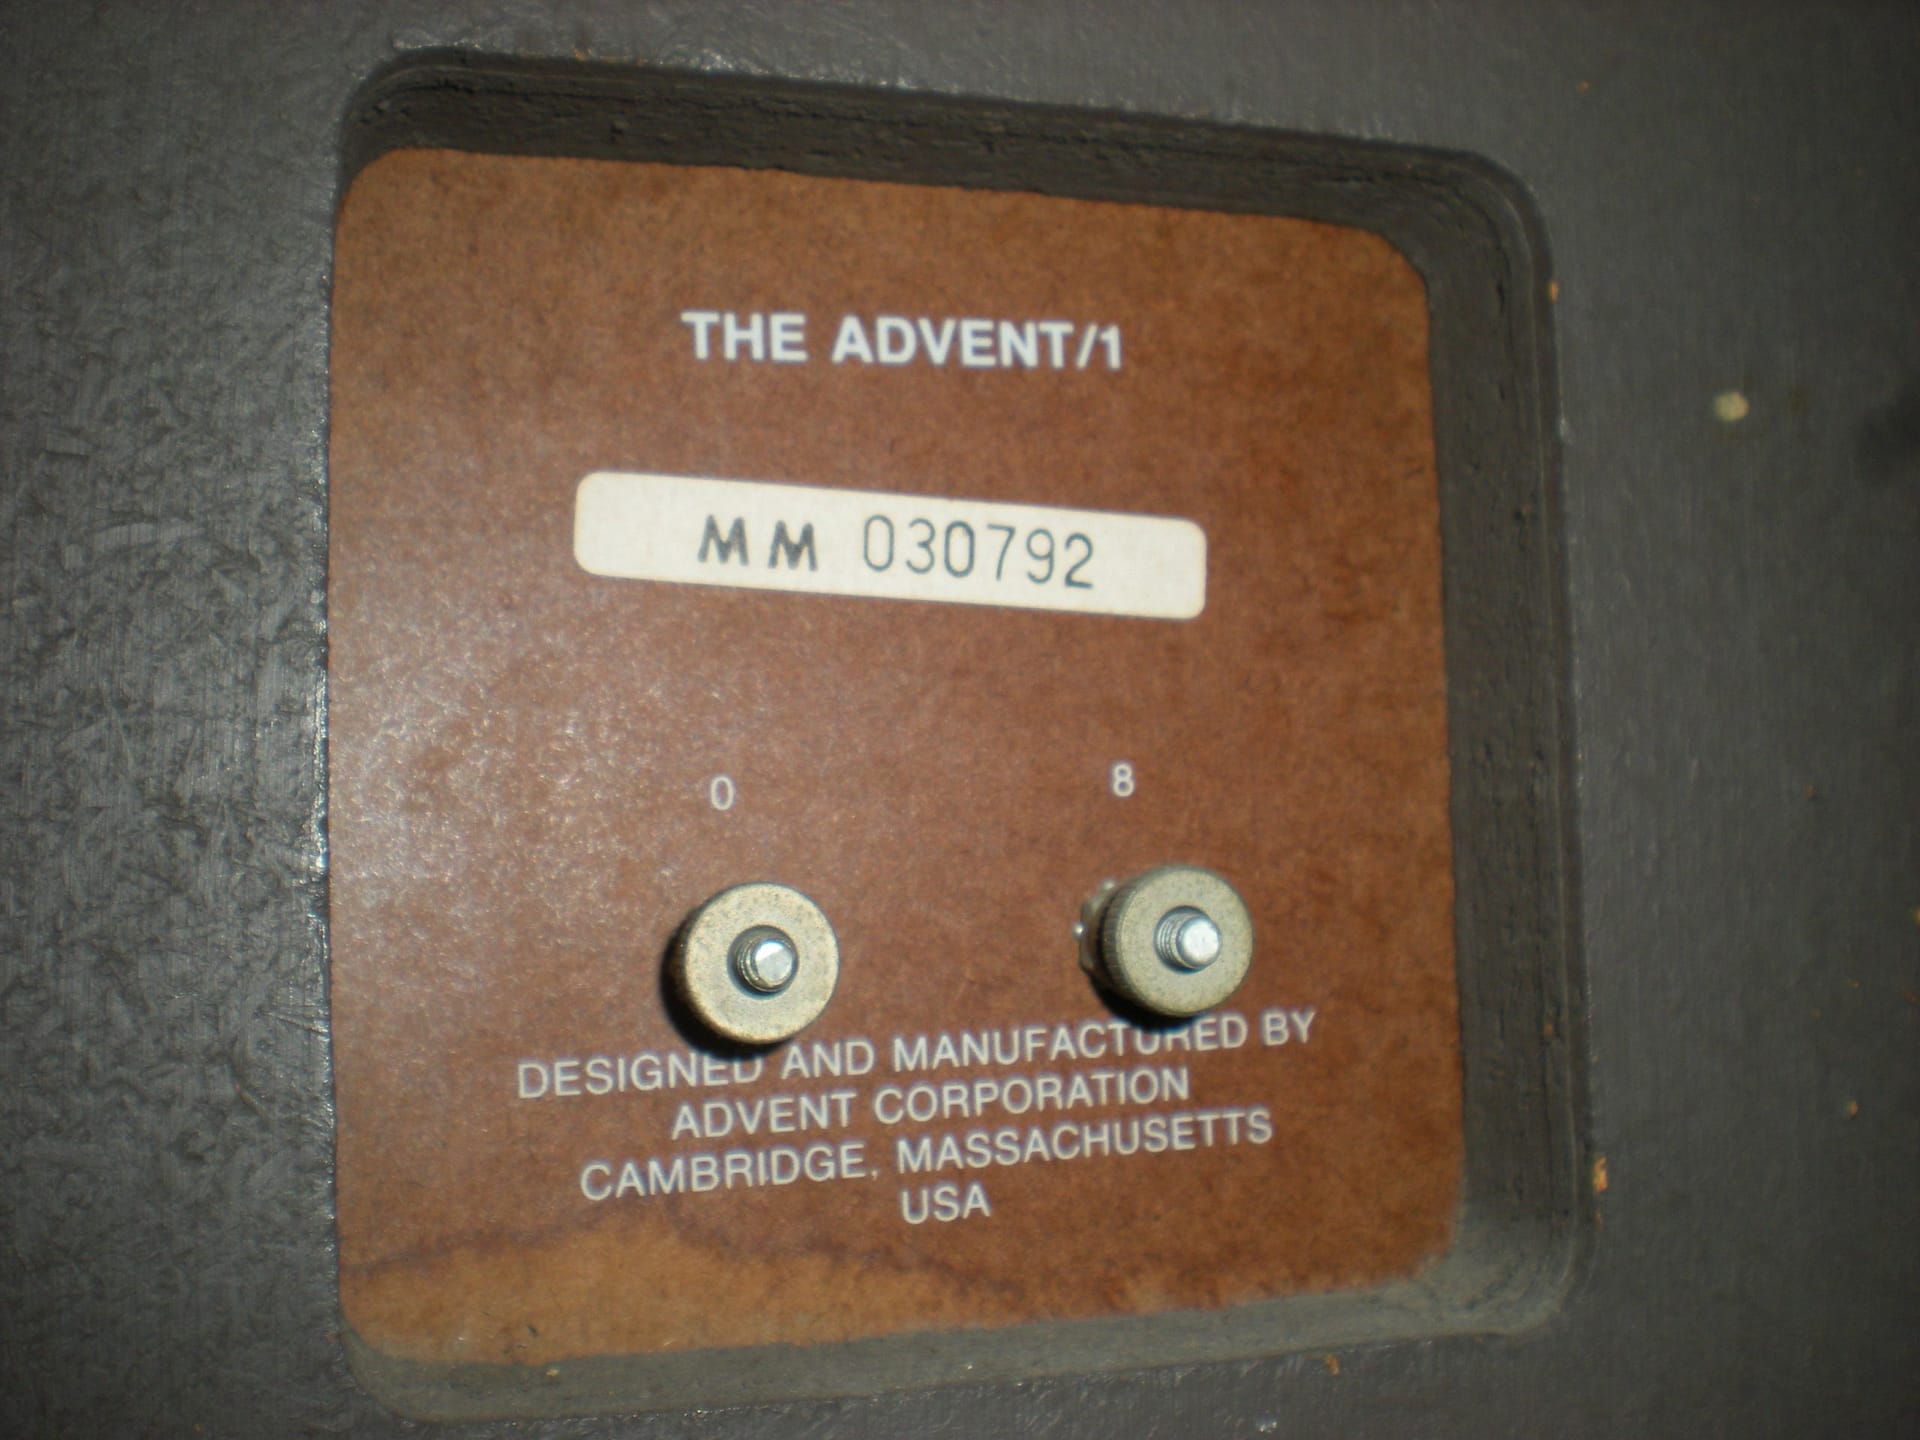 THE ADVENT/1
MM 030792
0 8
DESIGNED AND MANUFACTURED BY
ADVENT CORPORATION
CAMBRIDGE, MASSACHUSETTS
USA